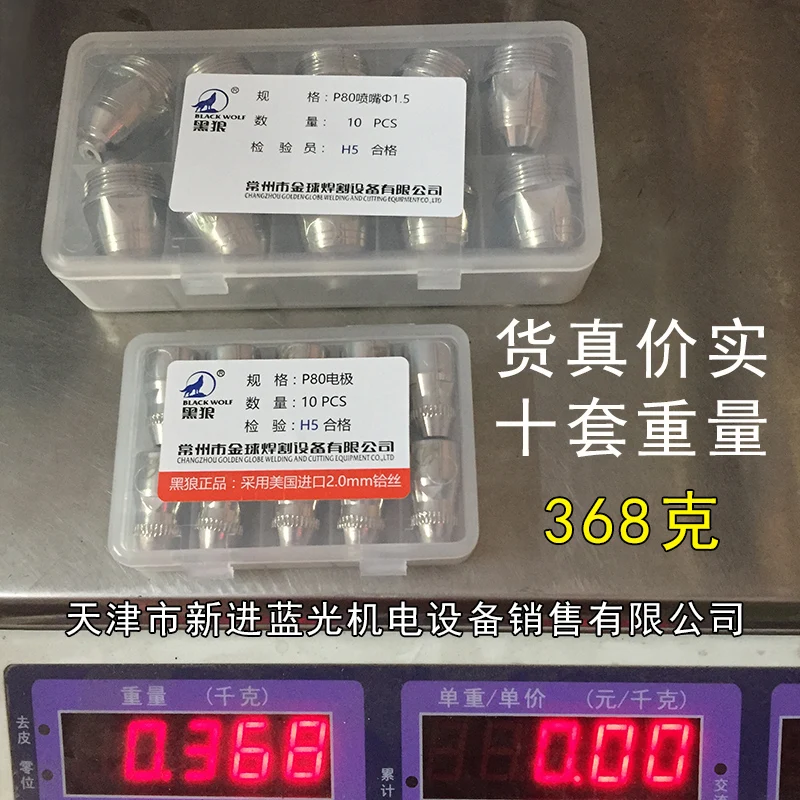 BLACK WOLF
黑狼
规 格：P80喷嘴Φ1.5
数 量： 10 PCS
检 验 员： H5 合格
常州市金球焊割设备有限公司
CHANGZHOU GOLDEN GLOBE WELDING AND CUTTING EQUIPMENT CO., LTD
BLACK WOLF
黑狼
规 格：P80电极
数 量：10 PCS
检 验：H5 合格
常州市金球焊割设备有限公司
CHANGZHOU GOLDEN GLOBE WELDING AND CUTTING EQUIPMENT CO., LTD
黑狼正品：采用美国进口2.0mm铪丝
货真价实
十套重量
368克
天津市新进蓝光机电设备销售有限公司
重量 （千克）
单重/单价 （元/千克）
去皮
零位
0.368
累计
0.00